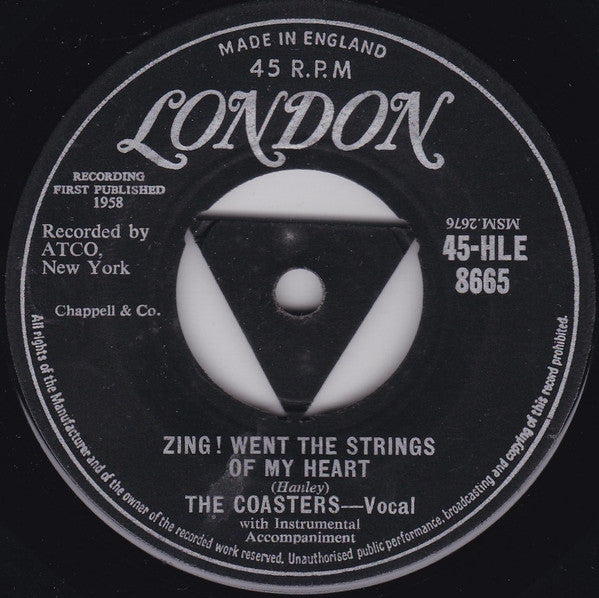 MADE IN ENGLAND
45 R.P.M
LONDON
RECORDING
FIRST PUBLISHED
1958
Recorded by
ATCO,
New York
Chappell & Co.
MSM.2676
45-HLE
8665
ZING! WENT THE STRINGS
OF MY HEART
(Hanley)
THE COASTERS—Vocal
with Instrumental
Accompaniment
All rights of the Manufacturer and of the owner of the recorded work reserved. Unauthorised public performance, broadcasting and copying of this record prohibited.